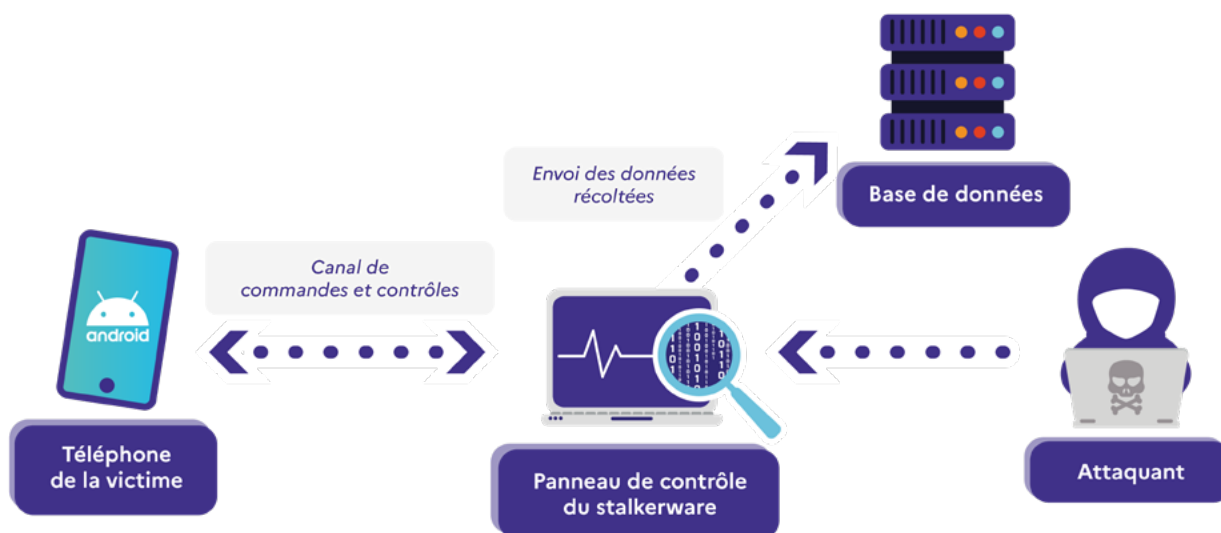 Base de données
Envoi des données
récoltées
Canal de
commandes et contrôles
android
Téléphone
de la victime
Panneau de contrôle
du stalkerware
Attaquant